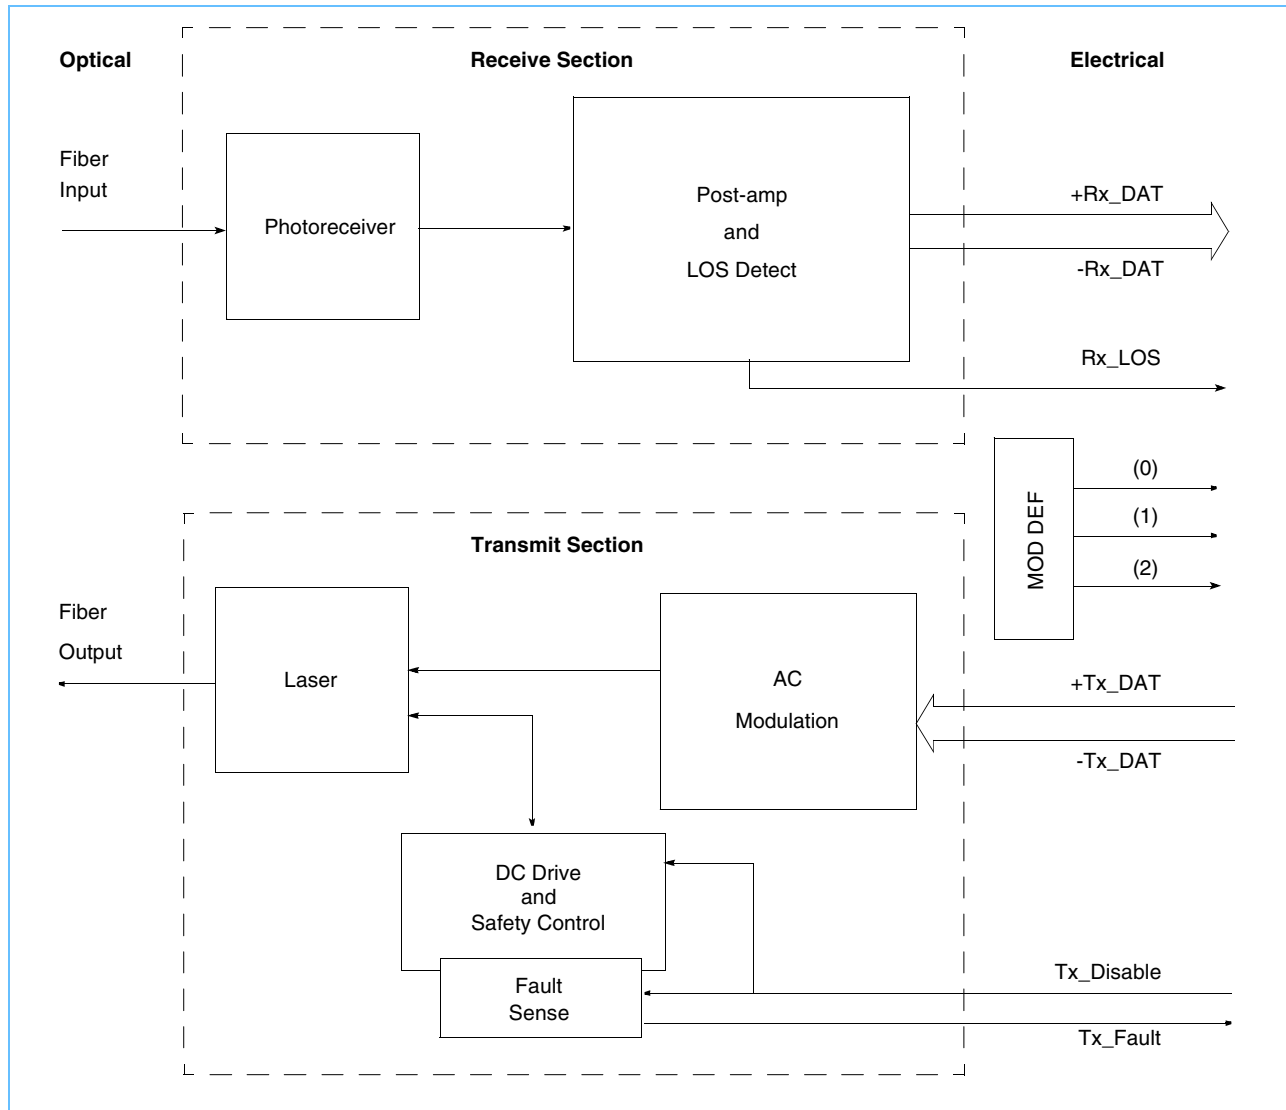 Optical
Receive Section
Electrical
Fiber
Input
Photoreceiver
Post-amp
and
LOS Detect
+Rx_DAT
-Rx_DAT
Rx_LOS
MOD DEF
(0)
(1)
(2)
Transmit Section
Fiber
Output
Laser
AC
Modulation
+Tx_DAT
-Tx_DAT
DC Drive
and
Safety Control
Fault
Sense
Tx_Disable
Tx_Fault